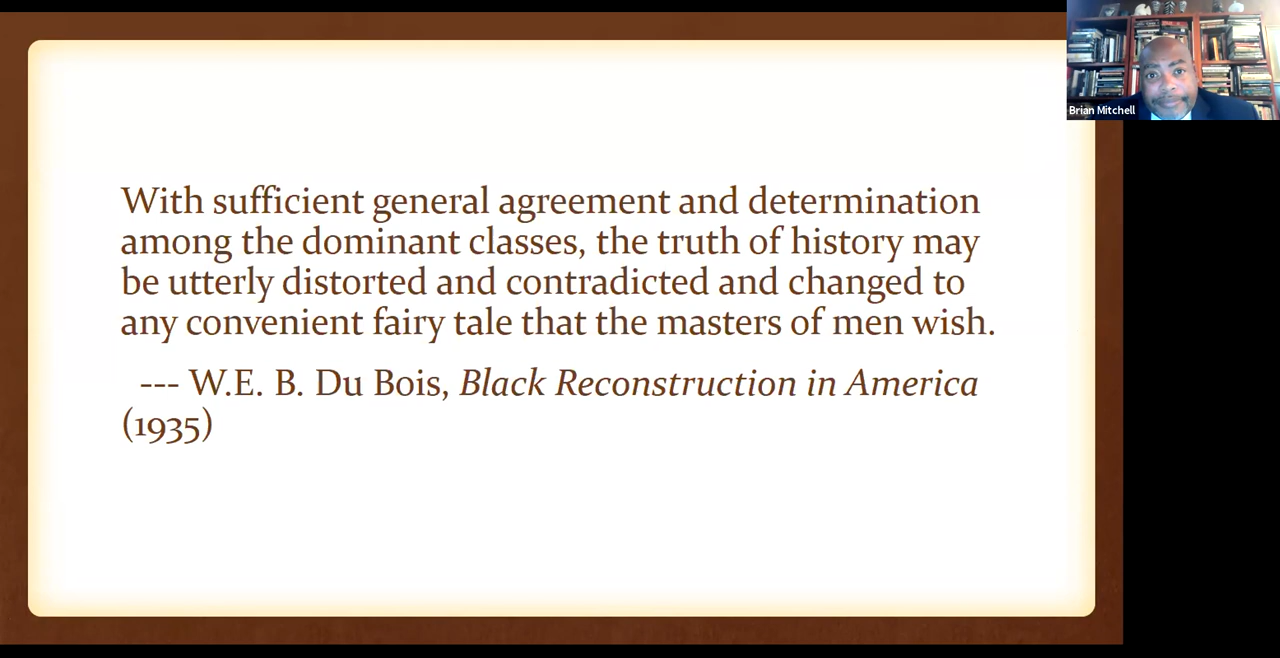 With sufficient general agreement and determination
among the dominant classes, the truth of history may
be utterly distorted and contradicted and changed to
any convenient fairy tale that the masters of men wish.
--- W.E. B. Du Bois, Black Reconstruction in America
(1935)
Brian Mitchell